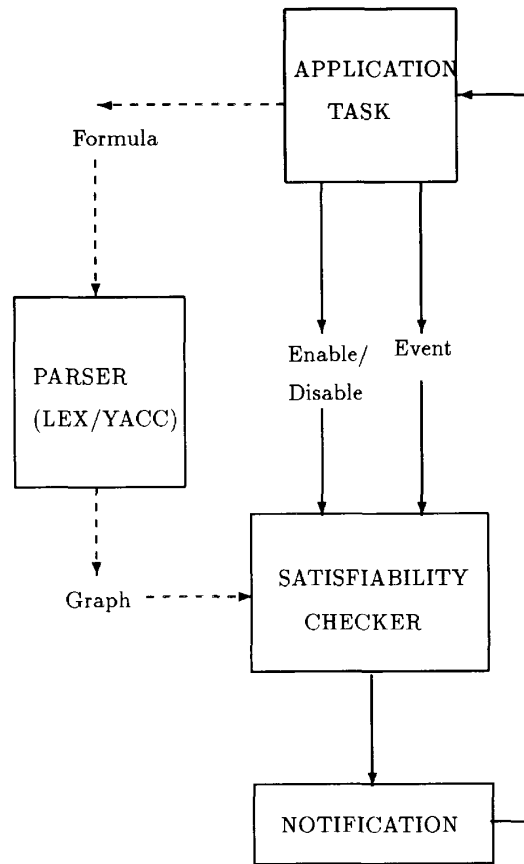 APPLICATION
TASK
Formula
PARSER
(LEX/YACC)
Enable/
Disable
Event
Graph
SATISFIABILITY
CHECKER
NOTIFICATION